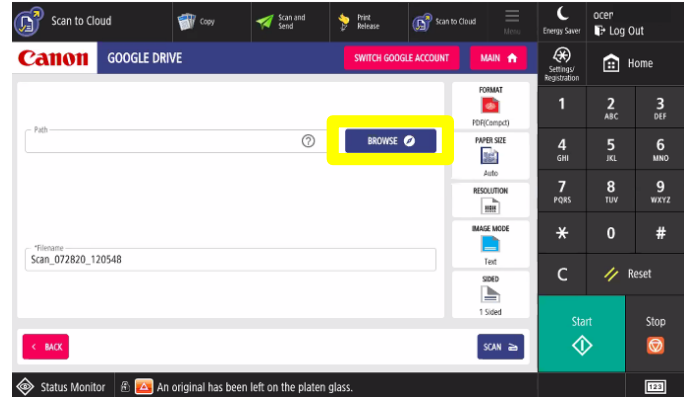 Scan to Cloud
Copy
Scan and Send
Print Release
Scan to Cloud
Menu
Energy Saver
ocer
Log Out
Canon
GOOGLE DRIVE
SWITCH GOOGLE ACCOUNT
MAIN
Settings/
Registration
Home
Path
?
BROWSE
FORMAT
PDF(Compct)
PAPER SIZE
Auto
RESOLUTION
IMAGE MODE
Text
SIDED
1 Sided
*Filename
Scan_072820_120548
< BACK
SCAN
1
2 ABC
3 DEF
4 GHI
5 JKL
6 MNO
7 PQRS
8 TUV
9 WXYZ
*
0
#
C
Reset
Start
Stop
Status Monitor
An original has been left on the platen glass.
123